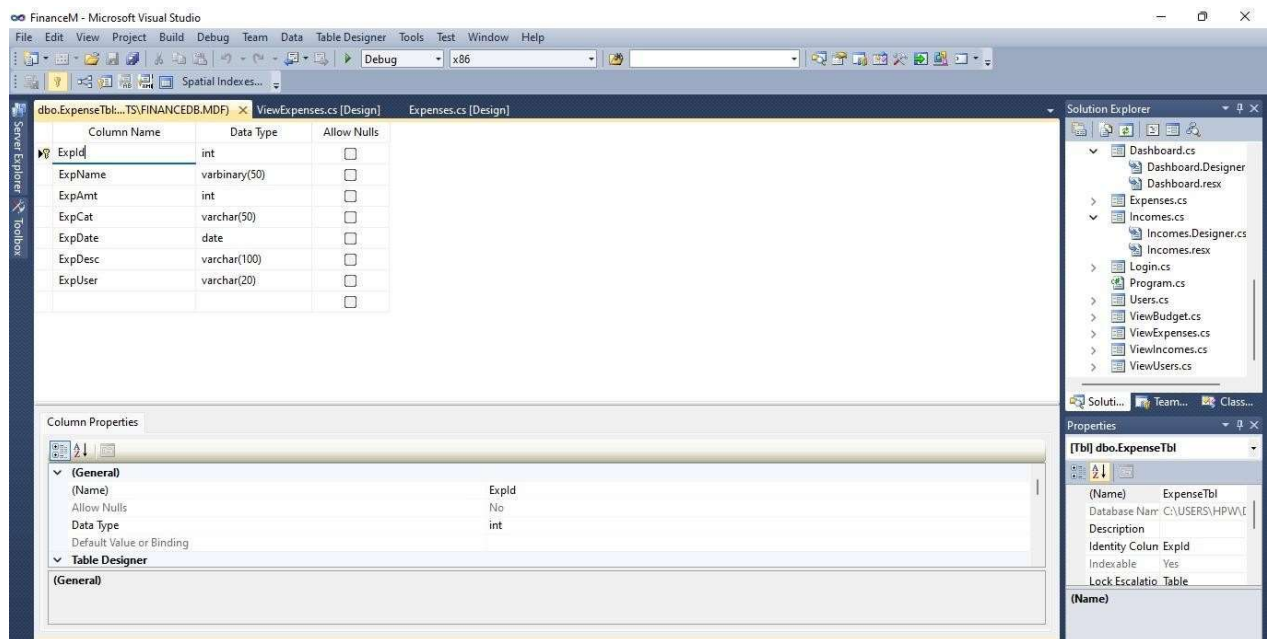 FinanceM - Microsoft Visual Studio
File Edit View Project Build Debug Team Data Table Designer Tools Test Window Help
Debug x86
Spatial Indexes...
Server Explorer
Toolbox
dbo.ExpenseTbl:...TS\FINANCEDB.MDF) ViewExpenses.cs [Design] Expenses.cs [Design]
Column Name Data Type Allow Nulls
ExpId int
ExpName varbinary(50)
ExpAmt int
ExpCat varchar(50)
ExpDate date
ExpDesc varchar(100)
ExpUser varchar(20)
Column Properties
(General)
(Name) ExpId
Allow Nulls No
Data Type int
Default Value or Binding
Table Designer
(General)
Solution Explorer
Dashboard.cs
Dashboard.Designer
Dashboard.resx
Expenses.cs
Incomes.cs
Incomes.Designer.cs
Incomes.resx
Login.cs
Program.cs
Users.cs
ViewBudget.cs
ViewExpenses.cs
ViewIncomes.cs
ViewUsers.cs
Soluti... Team... Class...
Properties
[Tbl] dbo.ExpenseTbl
(Name) ExpenseTbl
Database Nam C:\USERS\HPW\D
Description
Identity Colun ExpId
Indexable Yes
Lock Escalatio Table
(Name)